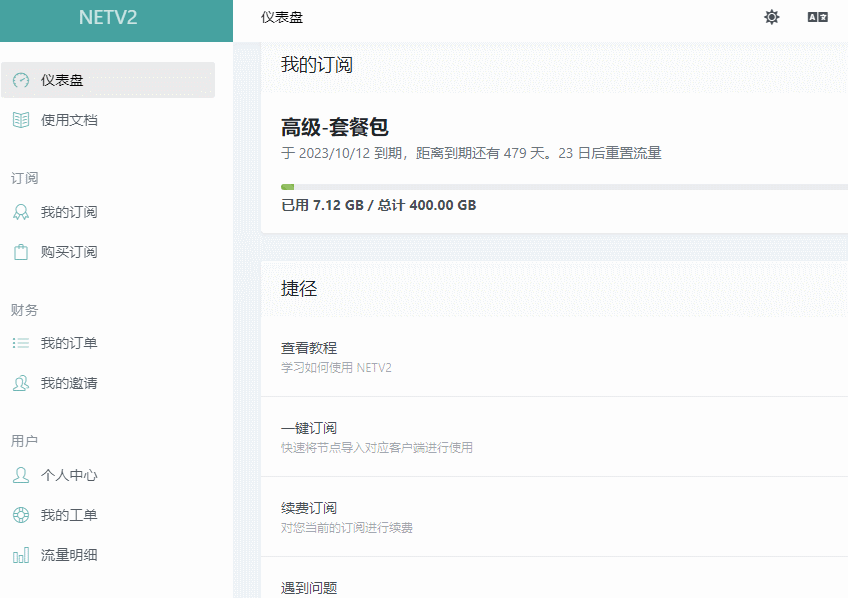 NETV2
仪表盘
仪表盘
使用文档
订阅
我的订阅
购买订阅
财务
我的订单
我的邀请
用户
个人中心
我的工单
流量明细
我的订阅
高级-套餐包
于 2023/10/12 到期，距离到期还有 479 天。23 日后重置流量
已用 7.12 GB / 总计 400.00 GB
捷径
查看教程
学习如何使用 NETV2
一键订阅
快速将节点导入对应客户端进行使用
续费订阅
对您当前的订阅进行续费
遇到问题